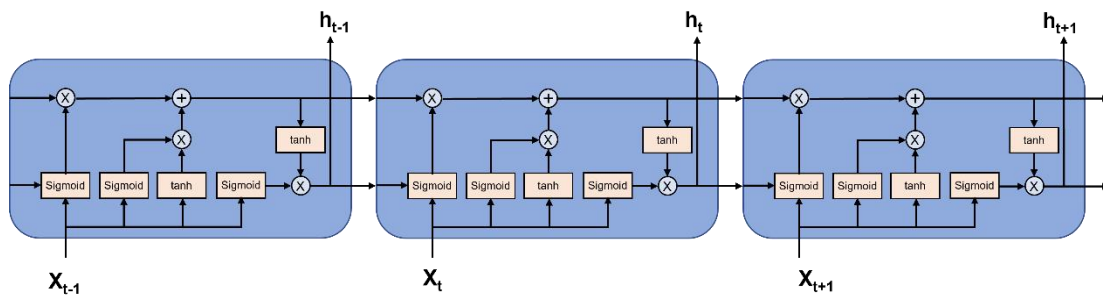 h_{t-1} h_t h_{t+1}
X + X + X +
X tanh X tanh X tanh
Sigmoid Sigmoid tanh Sigmoid X Sigmoid Sigmoid tanh Sigmoid X Sigmoid Sigmoid tanh Sigmoid X
X_{t-1} X_t X_{t+1}